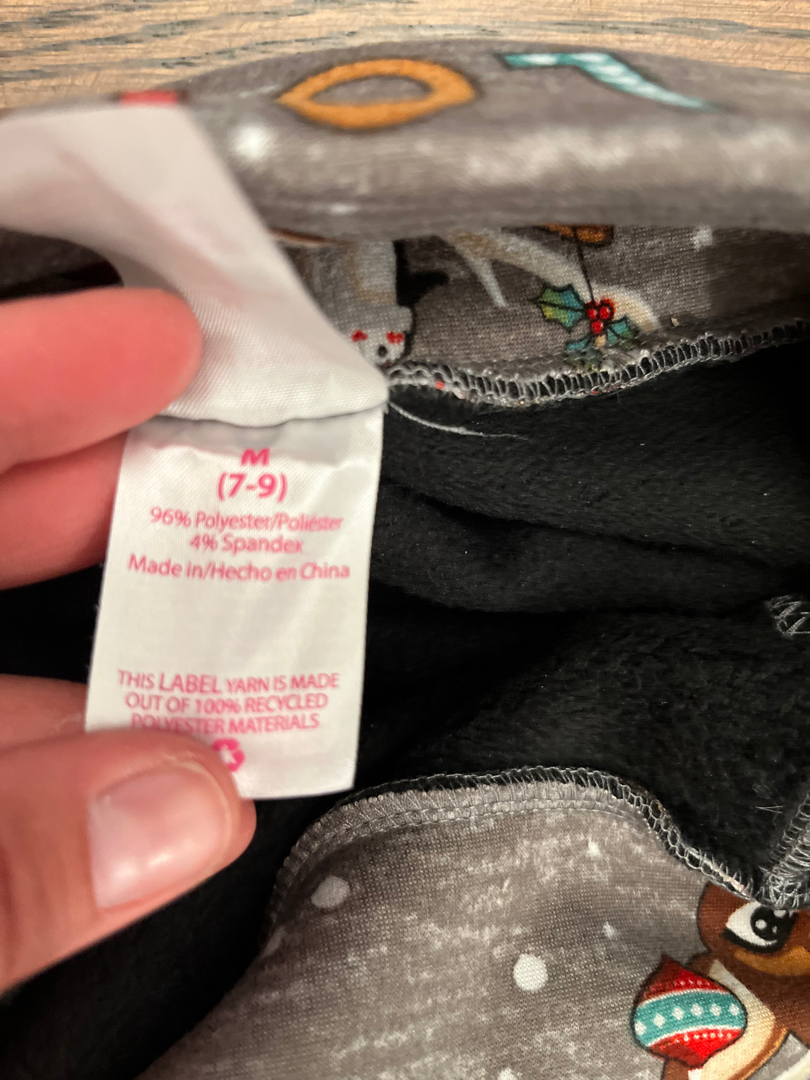 M
(7-9)
96% Polyester/Poliéster
4% Spandex
Made in/Hecho en China
THIS LABEL YARN IS MADE
OUT OF 100% RECYCLED
POLYESTER MATERIALS